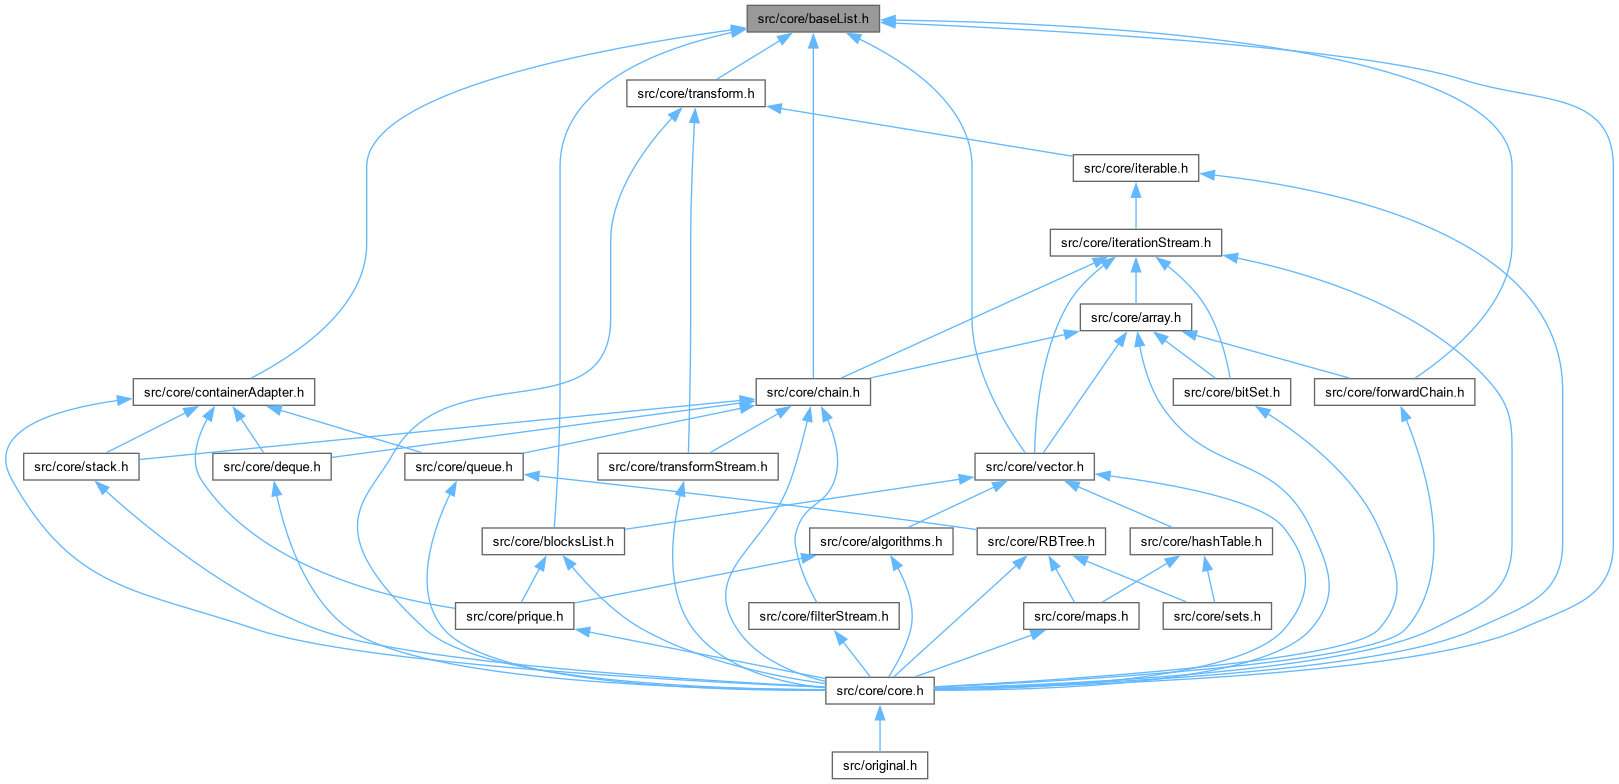 src/core/baseList.h
src/core/transform.h
src/core/iterable.h
src/core/iterationStream.h
src/core/array.h
src/core/containerAdapter.h
src/core/chain.h
src/core/bitSet.h
src/core/forwardChain.h
src/core/stack.h
src/core/deque.h
src/core/queue.h
src/core/transformStream.h
src/core/vector.h
src/core/blocksList.h
src/core/algorithms.h
src/core/RBTree.h
src/core/hashTable.h
src/core/prique.h
src/core/filterStream.h
src/core/maps.h
src/core/sets.h
src/core/core.h
src/original.h